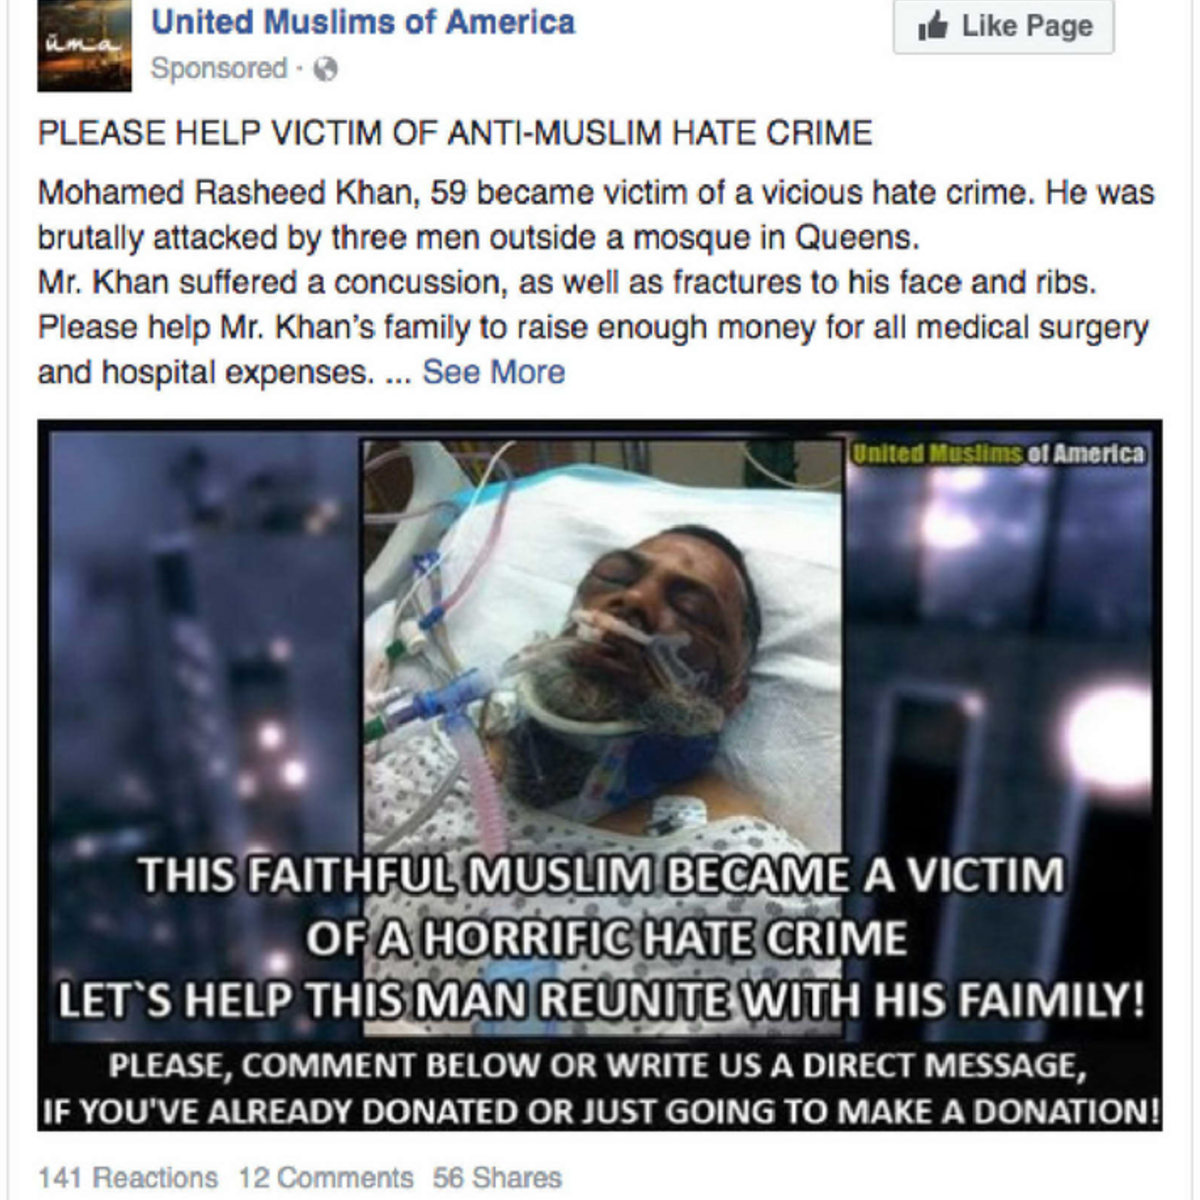 uma
United Muslims of America
Like Page
Sponsored ·
PLEASE HELP VICTIM OF ANTI-MUSLIM HATE CRIME
Mohamed Rasheed Khan, 59 became victim of a vicious hate crime. He was
brutally attacked by three men outside a mosque in Queens.
Mr. Khan suffered a concussion, as well as fractures to his face and ribs.
Please help Mr. Khan’s family to raise enough money for all medical surgery
and hospital expenses. ... See More
United Muslims of America
THIS FAITHFUL MUSLIM BECAME A VICTIM
OF A HORRIFIC HATE CRIME
LET`S HELP THIS MAN REUNITE WITH HIS FAIMILY!
PLEASE, COMMENT BELOW OR WRITE US A DIRECT MESSAGE,
IF YOU'VE ALREADY DONATED OR JUST GOING TO MAKE A DONATION!
141 Reactions 12 Comments 56 Shares